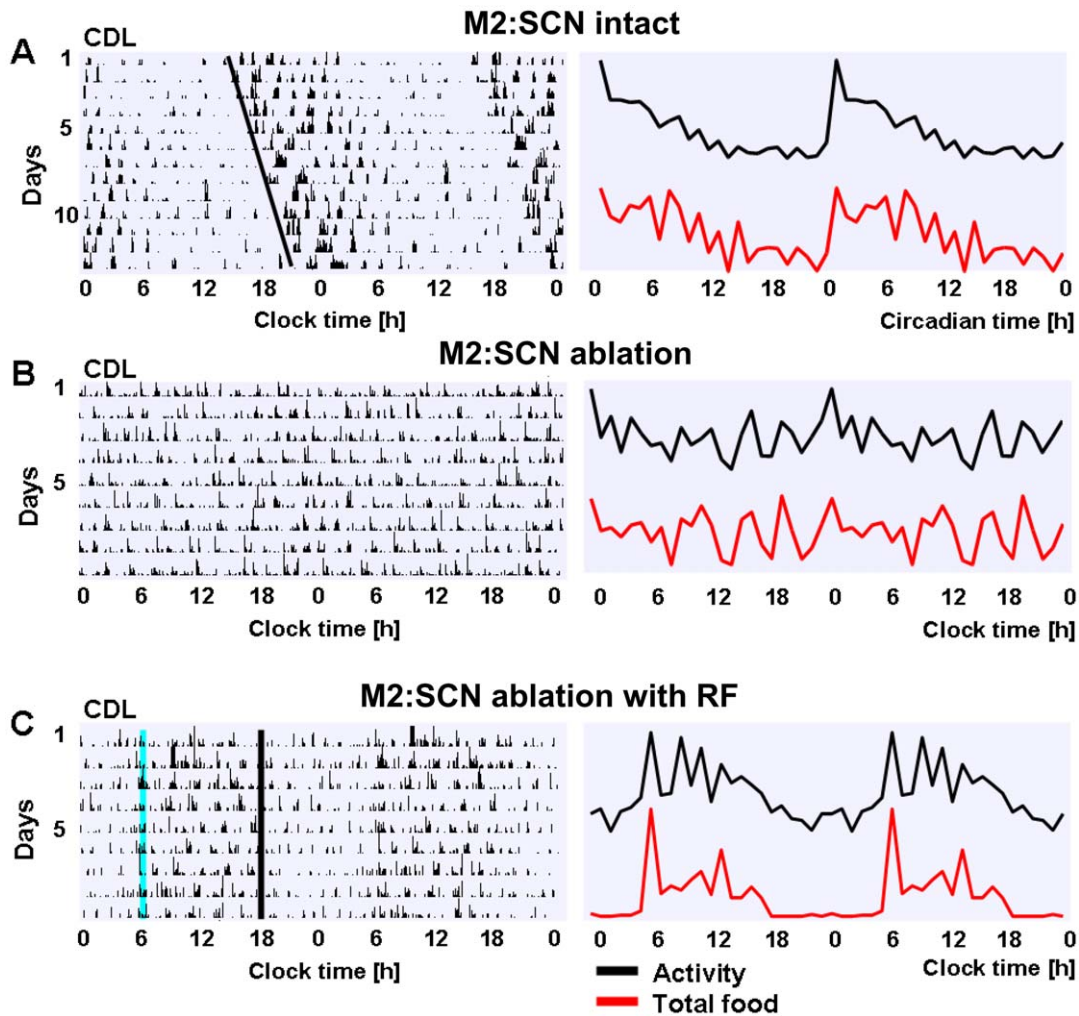 M2:SCN intact
A
CDL
1
5
10
Days
0 6 12 18 0 6 12 18 0
Clock time [h]
0 6 12 18 0 6 12 18 0
Circadian time [h]
M2:SCN ablation
B
CDL
1
5
Days
0 6 12 18 0 6 12 18 0
Clock time [h]
0 6 12 18 0 6 12 18 0
Clock time [h]
M2:SCN ablation with RF
C
CDL
1
5
Days
0 6 12 18 0 6 12 18 0
Clock time [h]
0 6 12 18 0 6 12 18 0
Clock time [h]
Activity
Total food